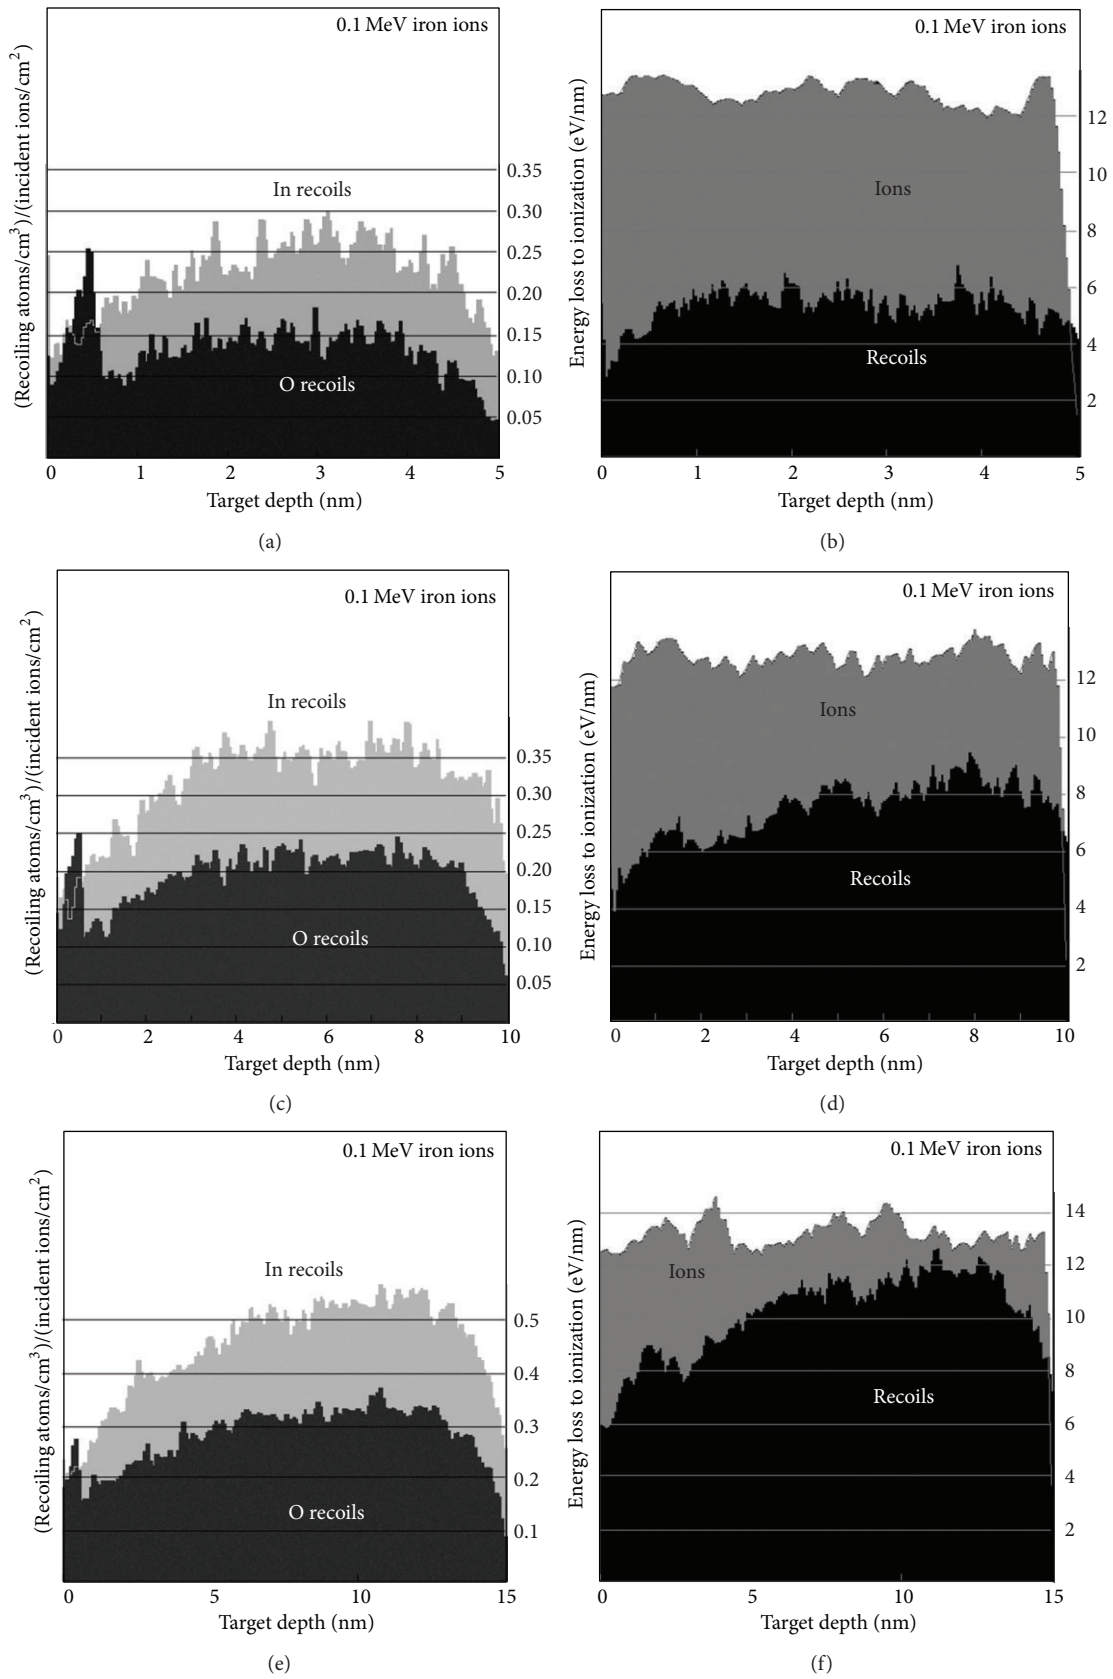 0.1 MeV iron ions
(Recoiling atoms/cm³)/(incident ions/cm²)
0.35
0.30
0.25
0.20
0.15
0.10
0.05
In recoils
O recoils
0 1 2 3 4 5
Target depth (nm)
(a)
0.1 MeV iron ions
Energy loss to ionization (eV/nm)
12
10
8
6
4
2
Ions
Recoils
0 1 2 3 4 5
Target depth (nm)
(b)
0.1 MeV iron ions
(Recoiling atoms/cm³)/(incident ions/cm²)
In recoils
0.35
0.30
0.25
0.20
0.15
0.10
0.05
O recoils
0 2 4 6 8 10
Target depth (nm)
(c)
0.1 MeV iron ions
Energy loss to ionization (eV/nm)
12
10
8
6
4
2
Ions
Recoils
0 2 4 6 8 10
Target depth (nm)
(d)
0.1 MeV iron ions
(Recoiling atoms/cm³)/(incident ions/cm²)
In recoils
0.5
0.4
0.3
0.2
0.1
O recoils
0 5 10 15
Target depth (nm)
(e)
0.1 MeV iron ions
Energy loss to ionization (eV/nm)
14
12
10
8
6
4
2
Ions
Recoils
0 5 10 15
Target depth (nm)
(f)